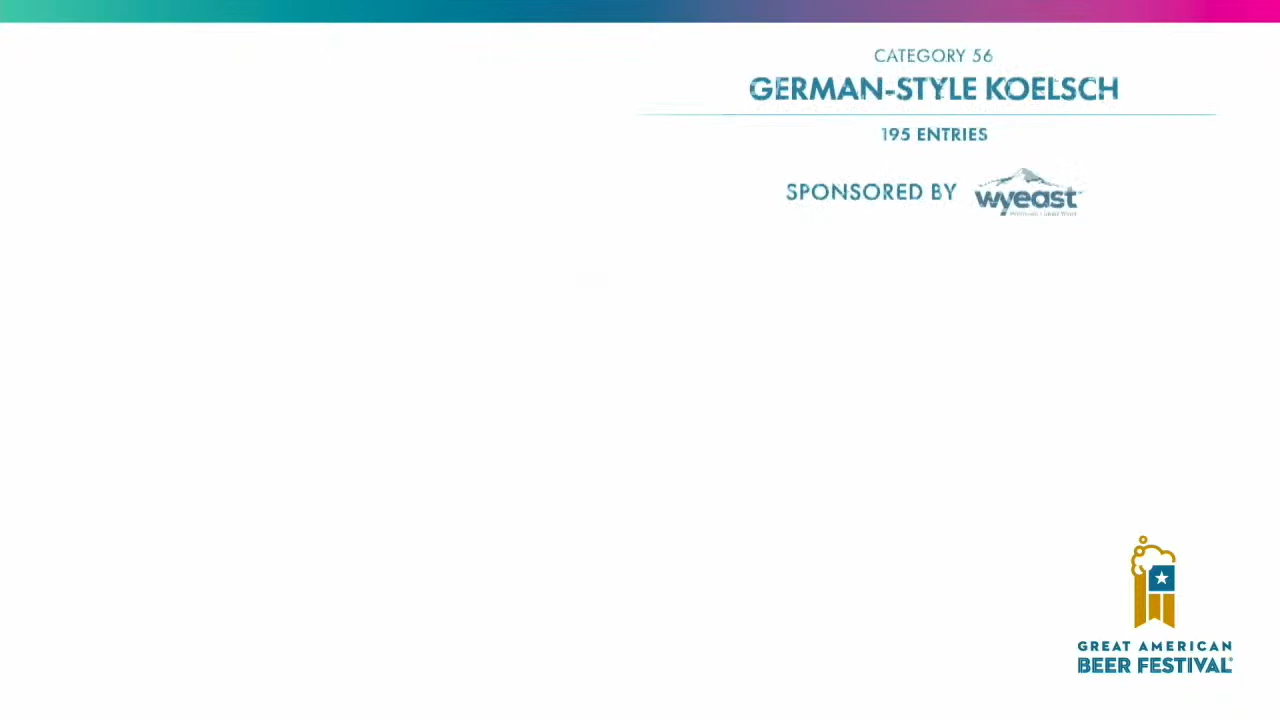 CATEGORY 56
GERMAN-STYLE KOELSCH
195 ENTRIES
SPONSORED BY wyeast
GREAT AMERICAN
BEER FESTIVAL